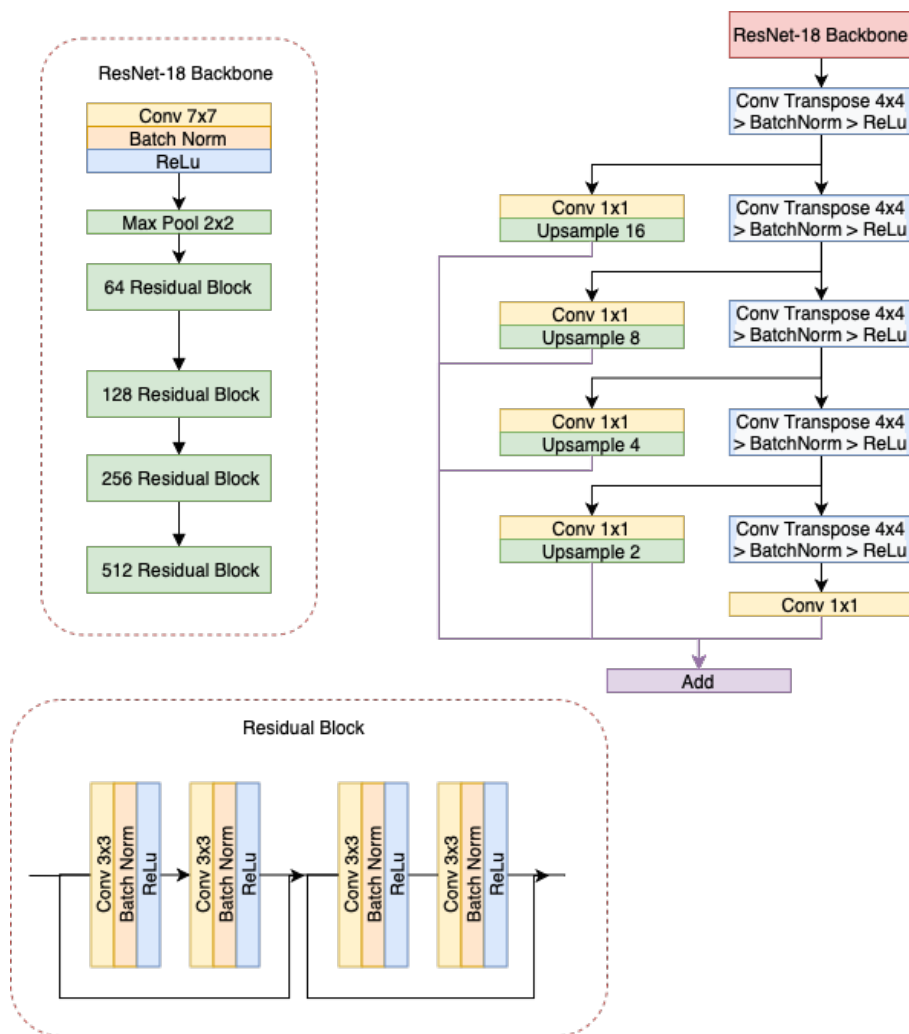 ResNet-18 Backbone
Conv 7x7
Batch Norm
ReLu
Max Pool 2x2
64 Residual Block
128 Residual Block
256 Residual Block
512 Residual Block
ResNet-18 Backbone
Conv Transpose 4x4
> BatchNorm > ReLu
Conv 1x1
Upsample 16
Conv Transpose 4x4
> BatchNorm > ReLu
Conv 1x1
Upsample 8
Conv Transpose 4x4
> BatchNorm > ReLu
Conv 1x1
Upsample 4
Conv Transpose 4x4
> BatchNorm > ReLu
Conv 1x1
Upsample 2
Conv Transpose 4x4
> BatchNorm > ReLu
Conv 1x1
Add
Residual Block
Conv 3x3
Batch Norm
ReLu
Conv 3x3
Batch Norm
ReLu
Conv 3x3
Batch Norm
ReLu
Conv 3x3
Batch Norm
ReLu